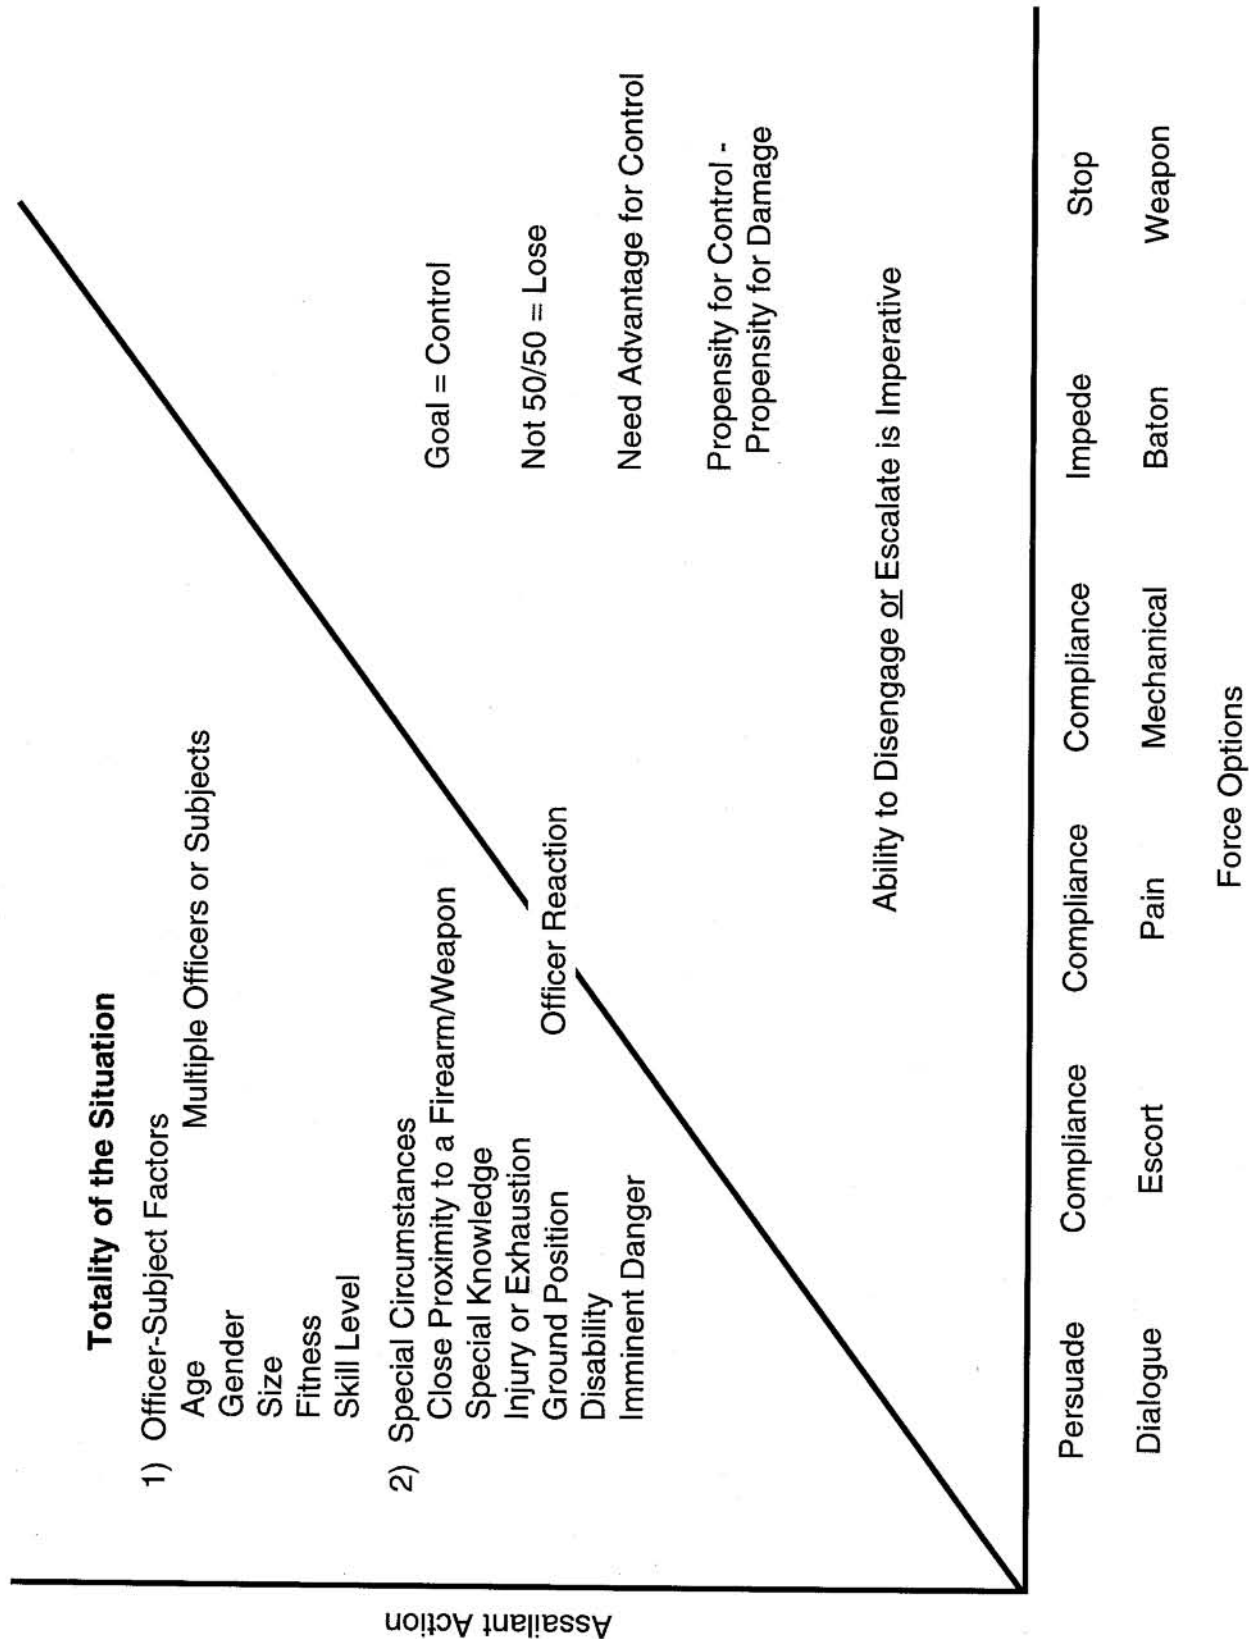 Totality of the Situation
1) Officer-Subject Factors
Age
Multiple Officers or Subjects
Gender
Size
Fitness
Skill Level
2) Special Circumstances
Close Proximity to a Firearm/Weapon
Special Knowledge
Injury or Exhaustion
Ground Position
Disability
Imminent Danger
Officer Reaction
Goal = Control
Not 50/50 = Lose
Need Advantage for Control
Propensity for Control -
Propensity for Damage
Ability to Disengage or Escalate is Imperative
Assailant Action
Persuade Compliance Compliance Compliance Impede Stop
Dialogue Escort Pain Mechanical Baton Weapon
Force Options